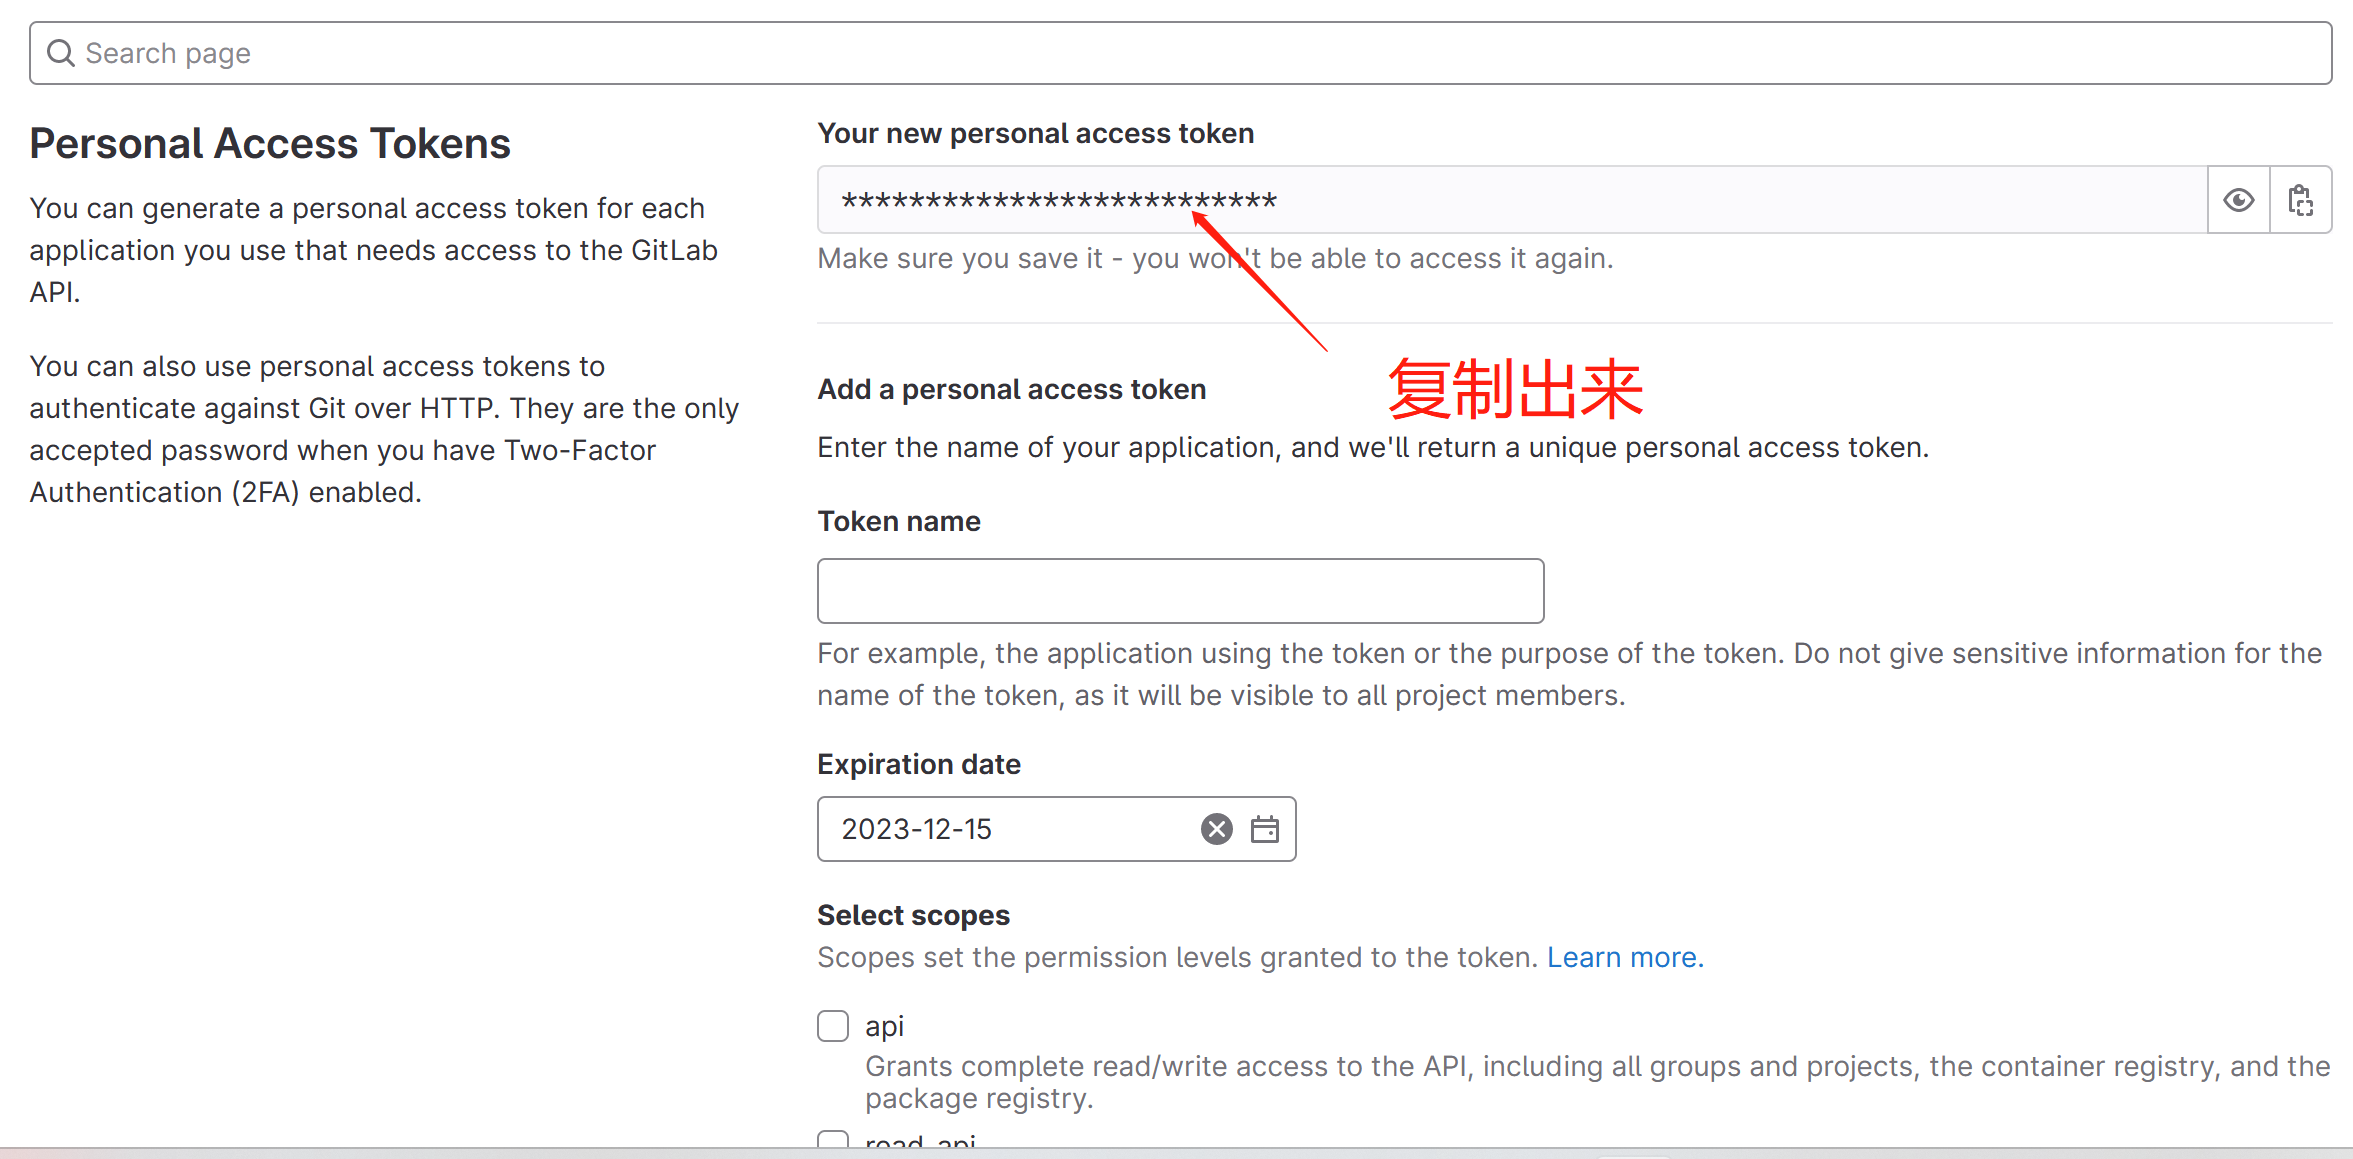 Search page
Personal Access Tokens
You can generate a personal access token for each
application you use that needs access to the GitLab
API.
You can also use personal access tokens to
authenticate against Git over HTTP. They are the only
accepted password when you have Two-Factor
Authentication (2FA) enabled.
Your new personal access token
**************************
Make sure you save it - you won't be able to access it again.
复制出来
Add a personal access token
Enter the name of your application, and we'll return a unique personal access token.
Token name
For example, the application using the token or the purpose of the token. Do not give sensitive information for the
name of the token, as it will be visible to all project members.
Expiration date
2023-12-15
Select scopes
Scopes set the permission levels granted to the token. Learn more.
api
Grants complete read/write access to the API, including all groups and projects, the container registry, and the
package registry.
read_api